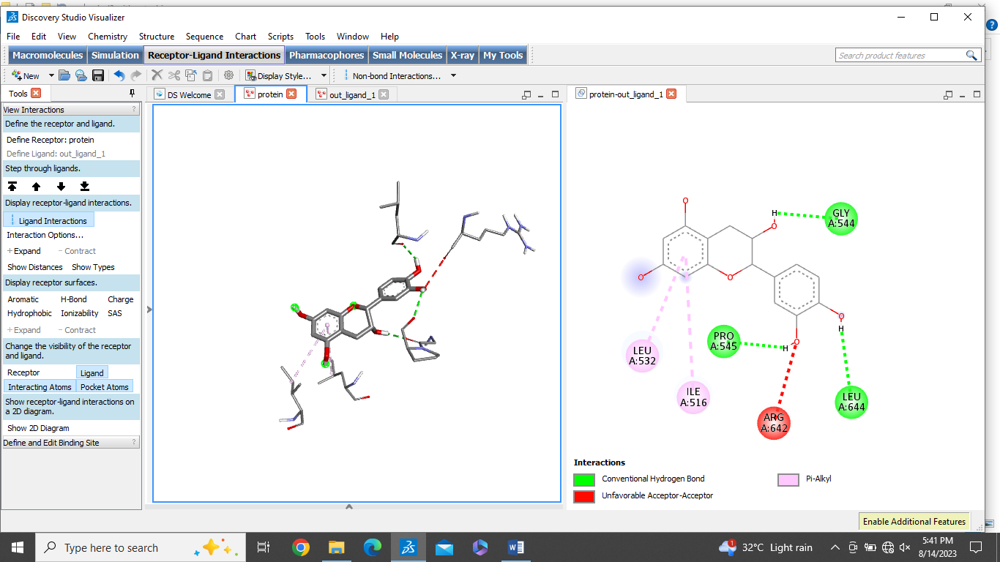 Discovery Studio Visualizer
File Edit View Chemistry Structure Sequence Chart Scripts Tools Window Help
Macromolecules Simulation Receptor-Ligand Interactions Pharmacophores Small Molecules X-ray My Tools
Search product features
New Display Style... Non-bond Interactions...
Tools
DS Welcome protein out_ligand_1
protein-out_ligand_1
View Interactions ?
Define the receptor and ligand.
Define Receptor: protein
Define Ligand: out_ligand_1
Step through ligands.
Display receptor-ligand interactions.
Ligand Interactions
Interaction Options...
+ Expand − Contract
Show Distances Show Types
Display receptor surfaces.
Aromatic H-Bond Charge
Hydrophobic Ionizability SAS
+ Expand − Contract
Change the visibility of the receptor
and ligand.
Receptor Ligand
Interacting Atoms Pocket Atoms
Show receptor-ligand interactions on
a 2D diagram.
Show 2D Diagram
Define and Edit Binding Site ?
O
H
O
GLY
A:544
O
O
O
H
PRO
A:545
H
O
LEU
A:532
ILE
A:516
ARG
A:642
LEU
A:644
Interactions
Conventional Hydrogen Bond
Unfavorable Acceptor-Acceptor
Pi-Alkyl
Enable Additional Features
Type here to search
1
32°C Light rain
5:41 PM
8/14/2023